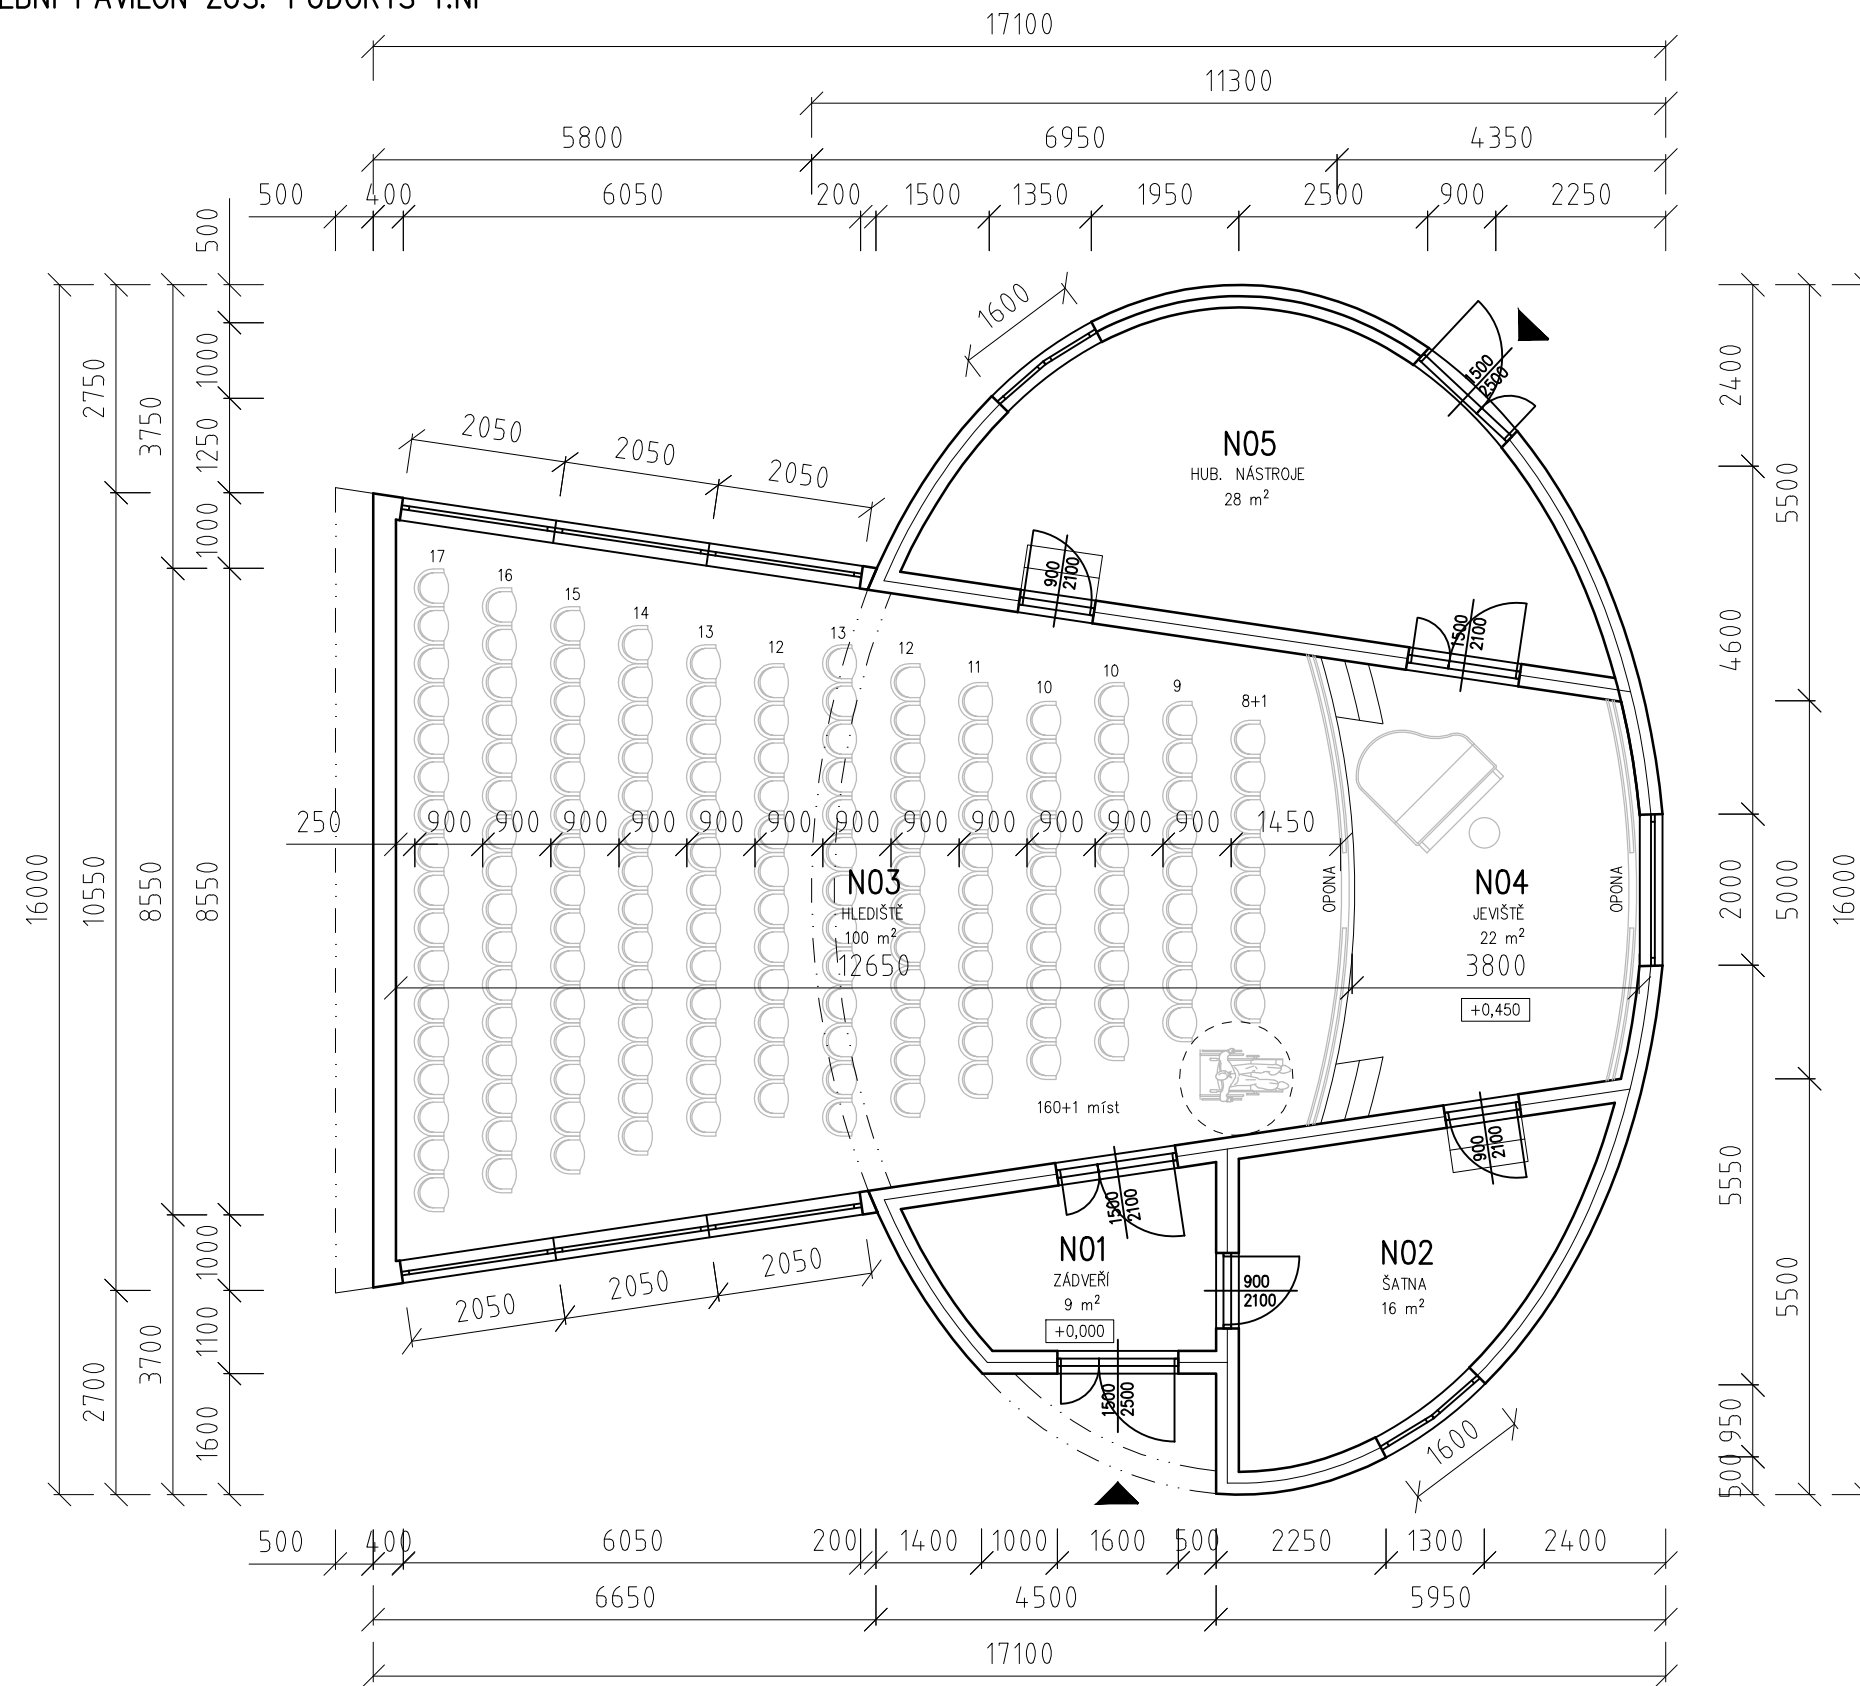 17100
11300
5800 6950 4350
500 400 6050 200 1500 1350 1950 2500 900 2250
500
1000
1250
1000
8550
1000
1100
1600
3750
8550
3700
2750
10550
2700
16000
2400
4600
2000
5550
950
500
5500
5000
5500
16000
1600
2050 2050 2050
1500
2500
N05
HUB. NÁSTROJE
28 m²
900
2100
1500
2100
17 16 15 14 13 12 13 12 11 10 10 9 8+1
250 900 900 900 900 900 900 900 900 900 900 900 900 1450
N03
HLEDIŠTĚ
100 m²
12650
OPONA
N04
JEVIŠTĚ
22 m²
3800
+0,450
OPONA
160+1 míst
900
2100
1500
2100
N01
ZÁDVEŘÍ
9 m²
+0,000
900
2100
N02
ŠATNA
16 m²
2050 2050 2050
1500
2500
1600
500 400 6050 200 1400 1000 1600 500 2250 1300 2400
6650 4500 5950
17100